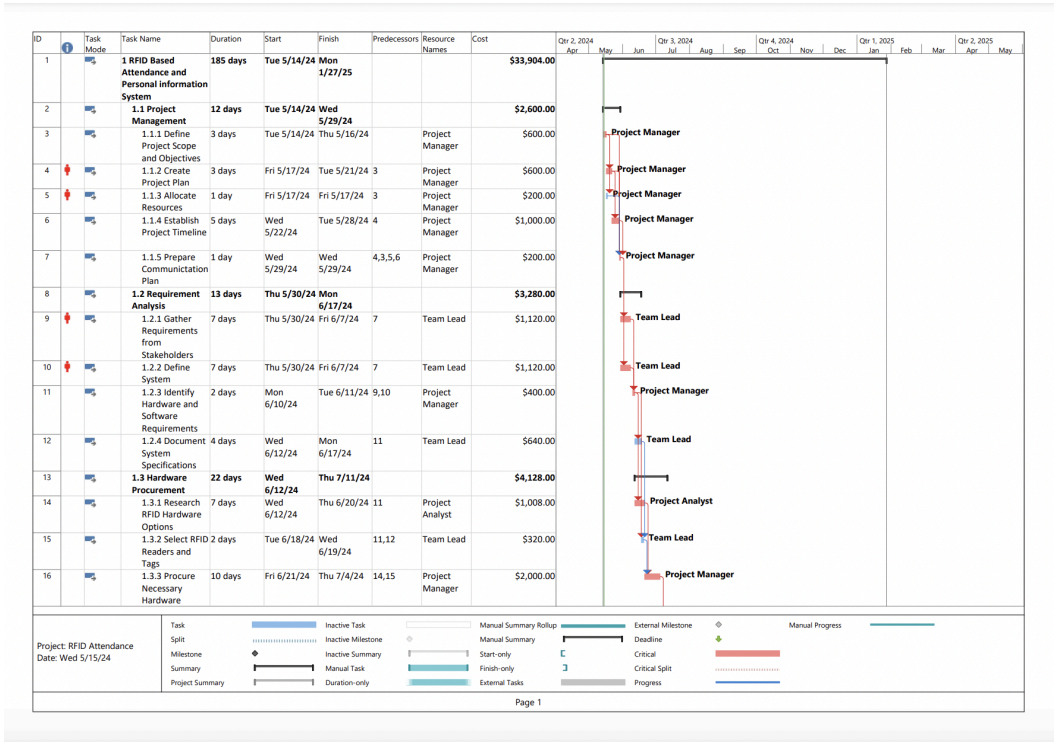 ID Task Mode Task Name Duration Start Finish Predecessors Resource Names Cost
Qtr 2, 2024 Qtr 3, 2024 Qtr 4, 2024 Qtr 1, 2025 Qtr 2, 2025
Apr May Jun Jul Aug Sep Oct Nov Dec Jan Feb Mar Apr May
1 1 RFID Based 185 days Tue 5/14/24 Mon $33,904.00
Attendance and 1/27/25
Personal information
System
2 1.1 Project 12 days Tue 5/14/24 Wed $2,600.00
Management 5/29/24
3 1.1.1 Define 3 days Tue 5/14/24 Thu 5/16/24 Project $600.00 Project Manager
Project Scope Manager
and Objectives
4 1.1.2 Create 3 days Fri 5/17/24 Tue 5/21/24 3 Project $600.00 Project Manager
Project Plan Manager
5 1.1.3 Allocate 1 day Fri 5/17/24 Fri 5/17/24 3 Project $200.00 Project Manager
Resources Manager
6 1.1.4 Establish 5 days Wed Tue 5/28/24 4 Project $1,000.00 Project Manager
Project Timeline 5/22/24 Manager
7 1.1.5 Prepare 1 day Wed Wed 4,3,5,6 Project $200.00 Project Manager
Communictation 5/29/24 5/29/24 Manager
Plan
8 1.2 Requirement 13 days Thu 5/30/24 Mon $3,280.00
Analysis 6/17/24
9 1.2.1 Gather 7 days Thu 5/30/24 Fri 6/7/24 7 Team Lead $1,120.00 Team Lead
Requirements
from
Stakeholders
10 1.2.2 Define 7 days Thu 5/30/24 Fri 6/7/24 7 Team Lead $1,120.00 Team Lead
System
11 1.2.3 Identify 2 days Mon Tue 6/11/24 9,10 Project $400.00 Project Manager
Hardware and 6/10/24 Manager
Software
Requirements
12 1.2.4 Document 4 days Wed Mon 11 Team Lead $640.00 Team Lead
System 6/12/24 6/17/24
Specifications
13 1.3 Hardware 22 days Wed Thu 7/11/24 $4,128.00
Procurement 6/12/24
14 1.3.1 Research 7 days Wed Thu 6/20/24 11 Project $1,008.00 Project Analyst
RFID Hardware 6/12/24 Analyst
Options
15 1.3.2 Select RFID 2 days Tue 6/18/24 Wed 11,12 Team Lead $320.00 Team Lead
Readers and 6/19/24
Tags
16 1.3.3 Procure 10 days Fri 6/21/24 Thu 7/4/24 14,15 Project $2,000.00 Project Manager
Necessary Manager
Hardware
Project: RFID Attendance
Date: Wed 5/15/24
Task Inactive Task Manual Summary Rollup External Milestone Manual Progress
Split Inactive Milestone Manual Summary Deadline
Milestone Inactive Summary Start-only Critical
Summary Manual Task Finish-only Critical Split
Project Summary Duration-only External Tasks Progress
Page 1